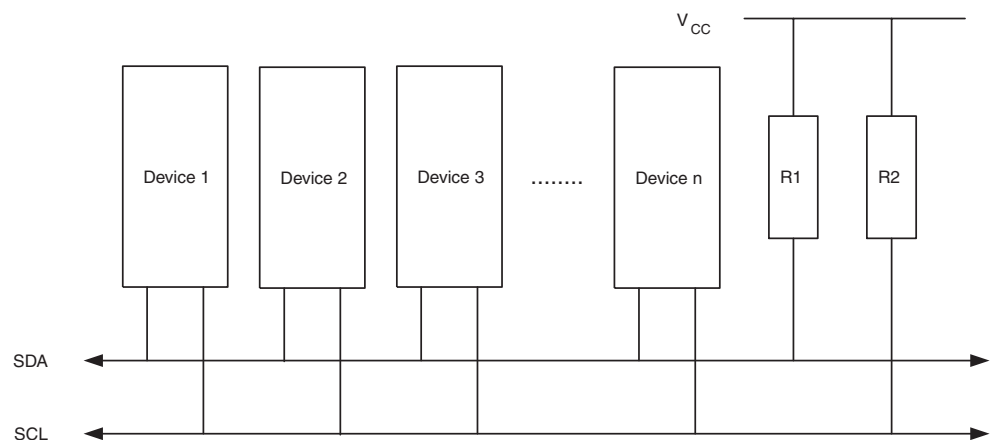 V CC
Device 1
Device 2
Device 3
........
Device n
R1
R2
SDA
SCL